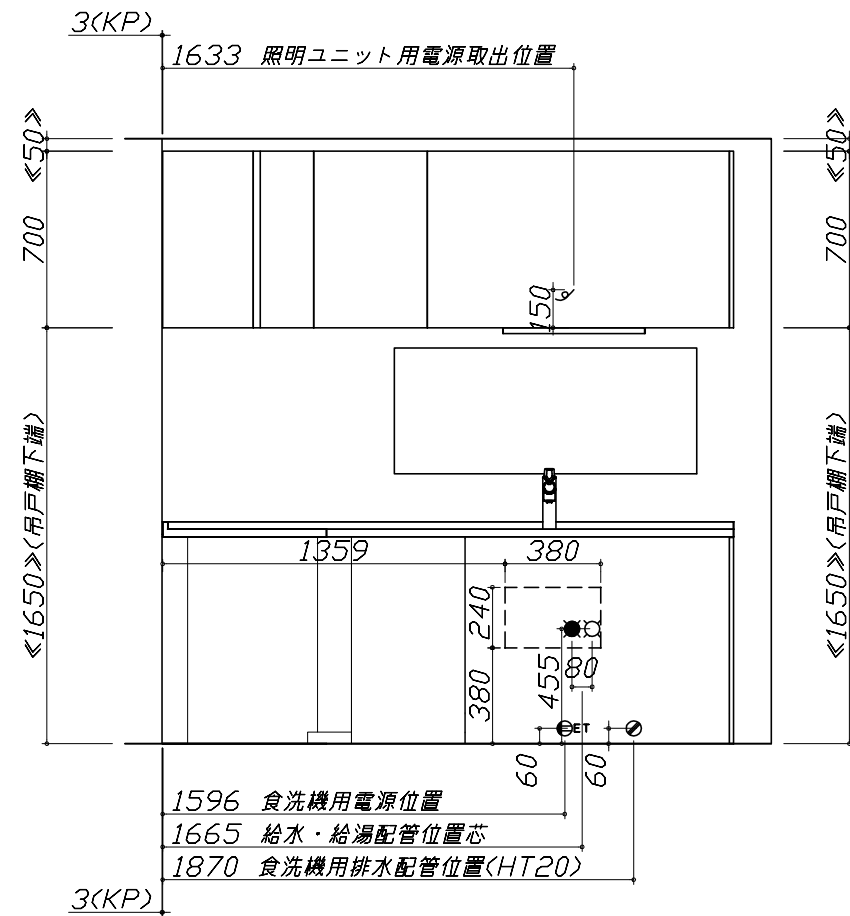 3(KP)
1633 照明ユニット用電源取出位置
≪50≫
≪50≫
700
700
150
≪1650≫(吊戸棚下端)
≪1650≫(吊戸棚下端)
1359
380
240
380
455
80
ET
60
60
1596 食洗機用電源位置
1665 給水・給湯配管位置芯
1870 食洗機用排水配管位置(HT20)
3(KP)